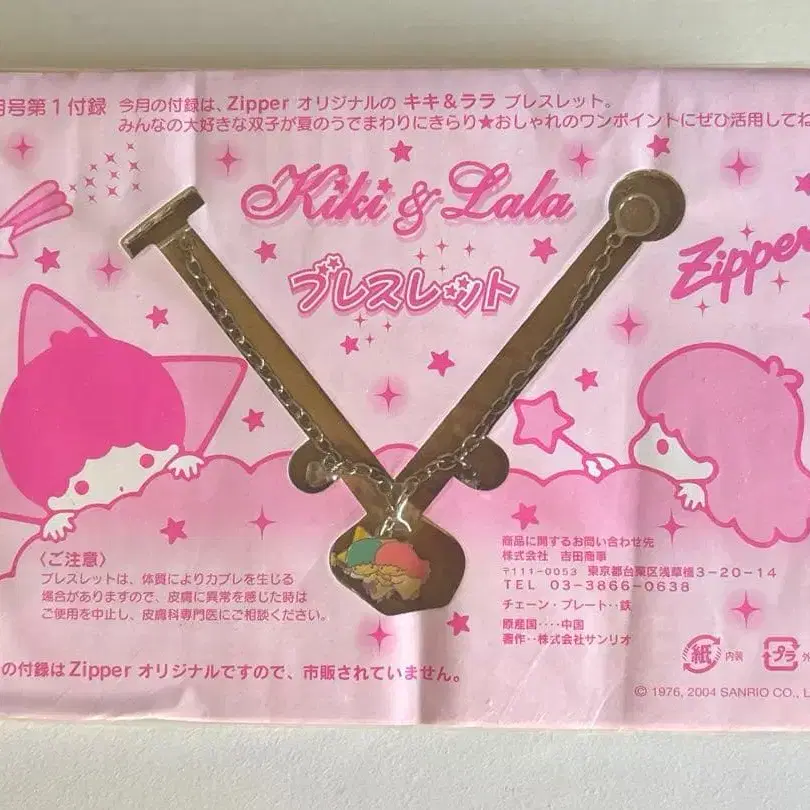 月号第1付録 今月の付録は、Zipper オリジナルの キキ&ララ ブレスレット。
みんなの大好きな双子が夏のうでまわりにきらり★おしゃれのワンポイントにぜひ活用してね
Kiki & Lala
Zipper
ブレスレット
〈ご注意〉
ブレスレットは、体質によりカブレを生じる
場合がありますので、皮膚に異常を感じた時は
ご使用を中止し、皮膚科専門医にご相談ください。
商品に関するお問い合わせ先
株式会社 吉田商事
〒111-0053 東京都台東区浅草橋3-20-14
TEL 03-3866-0638
チェーン・プレート‥鉄
原産国‥‥中国
著作‥株式会社サンリオ
紙 内装 プラ 外
の付録はZipper オリジナルですので、市販されていません。
© 1976, 2004 SANRIO CO., L